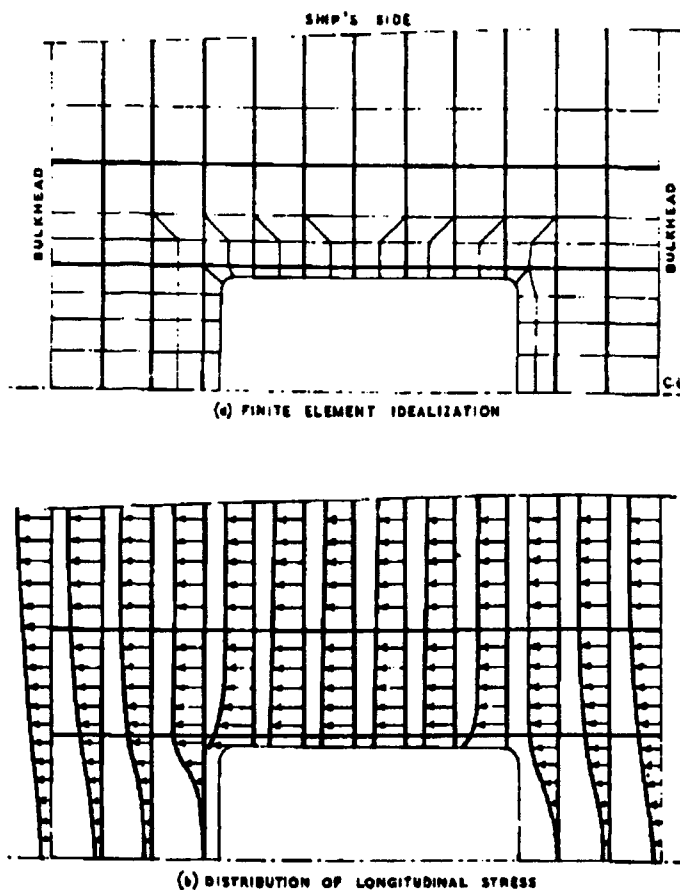 SHIP'S SIDE
BULKHEAD
BULKHEAD
(a) FINITE ELEMENT IDEALIZATION
(b) DISTRIBUTION OF LONGITUDINAL STRESS